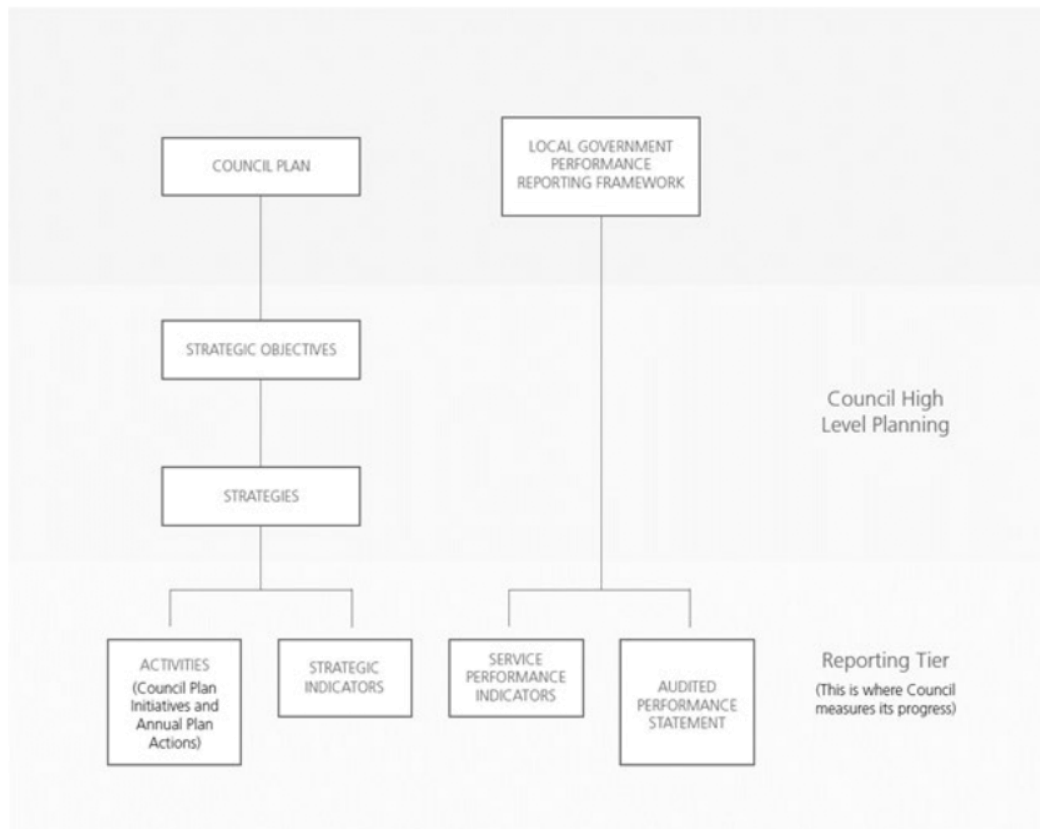 COUNCIL PLAN
LOCAL GOVERNMENT
PERFORMANCE
REPORTING FRAMEWORK
STRATEGIC OBJECTIVES
Council High
Level Planning
STRATEGIES
ACTIVITIES
(Council Plan
Initiatives and
Annual Plan
Actions)
STRATEGIC
INDICATORS
SERVICE
PERFORMANCE
INDICATORS
AUDITED
PERFORMANCE
STATEMENT
Reporting Tier
(This is where Council
measures its progress)